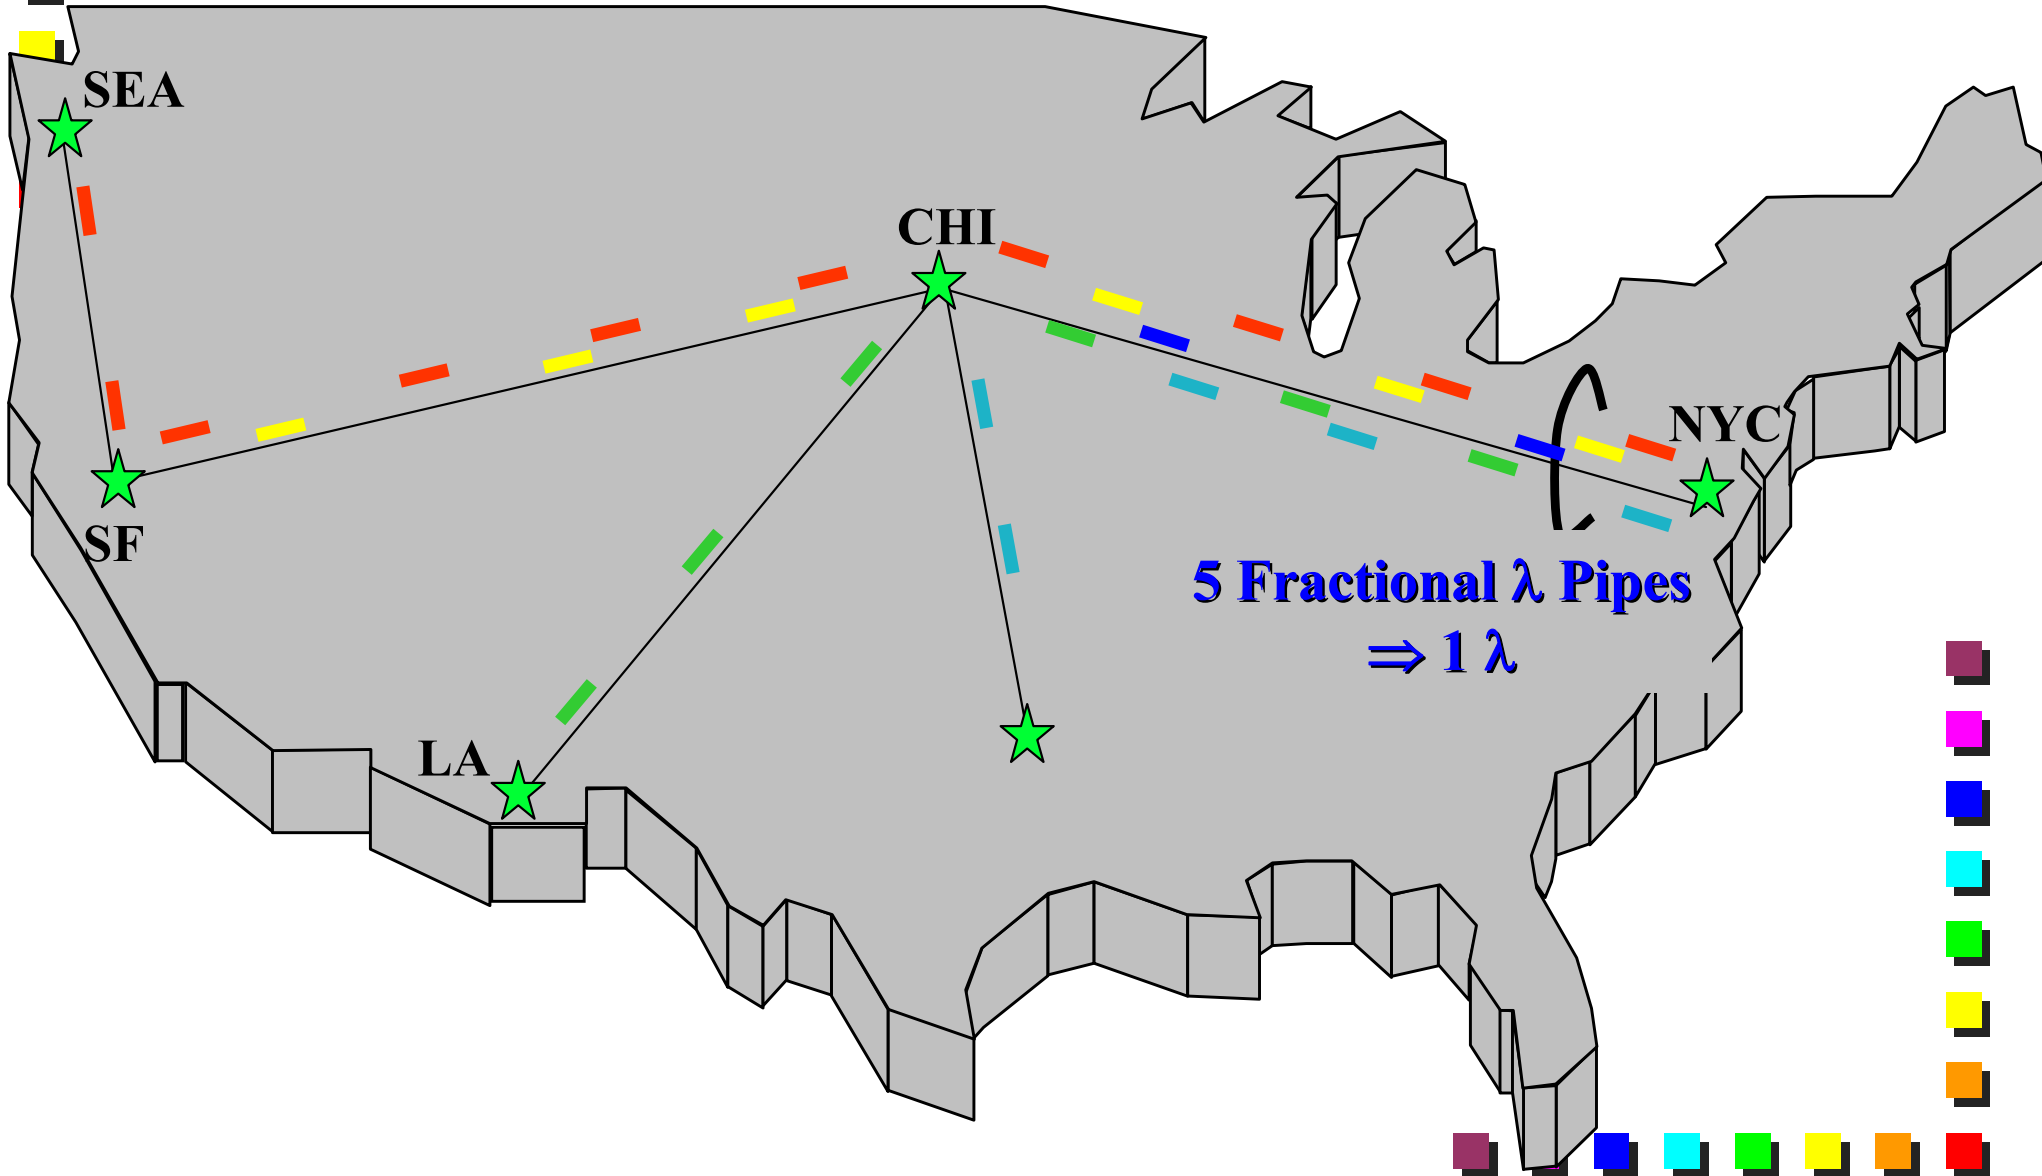 SEA
CHI
NYC
SF
5 Fractional λ Pipes
⇒ 1 λ
LA